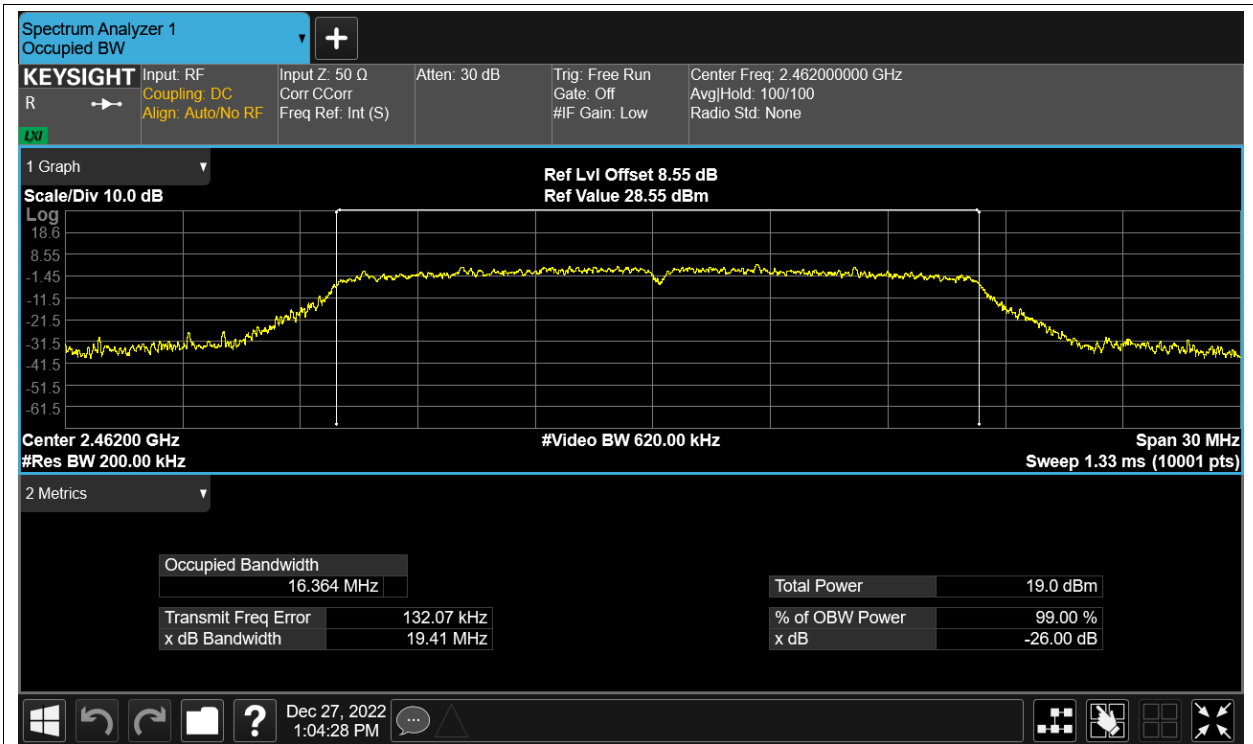 Spectrum Analyzer 1
Occupied BW
KEYSIGHT
R
LXI
Input: RF
Coupling: DC
Align: Auto/No RF
Input Z: 50 Ω
Corr CCorr
Freq Ref: Int (S)
Atten: 30 dB
Trig: Free Run
Gate: Off
#IF Gain: Low
Center Freq: 2.462000000 GHz
Avg|Hold: 100/100
Radio Std: None
1 Graph
Scale/Div 10.0 dB
Ref Lvl Offset 8.55 dB
Ref Value 28.55 dBm
Log
18.6
8.55
-1.45
-11.5
-21.5
-31.5
-41.5
-51.5
-61.5
Center 2.46200 GHz
#Video BW 620.00 kHz
Span 30 MHz
#Res BW 200.00 kHz
Sweep 1.33 ms (10001 pts)
2 Metrics
Occupied Bandwidth
16.364 MHz
Transmit Freq Error 132.07 kHz
x dB Bandwidth 19.41 MHz
Total Power 19.0 dBm
% of OBW Power 99.00 %
x dB -26.00 dB
?
Dec 27, 2022
1:04:28 PM